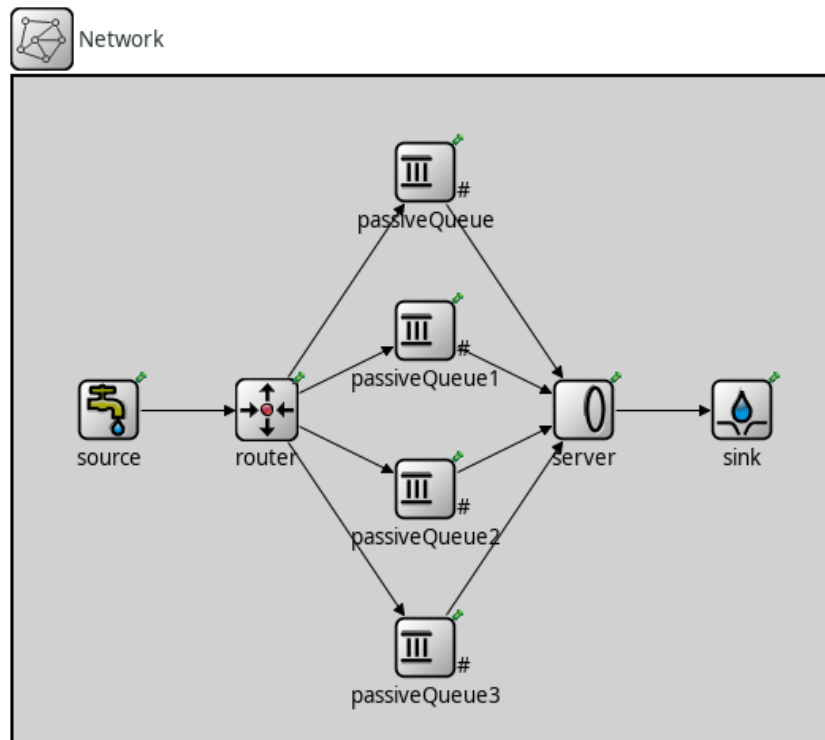 Network
#
passiveQueue
#
passiveQueue1
source
router
server
sink
#
passiveQueue2
#
passiveQueue3